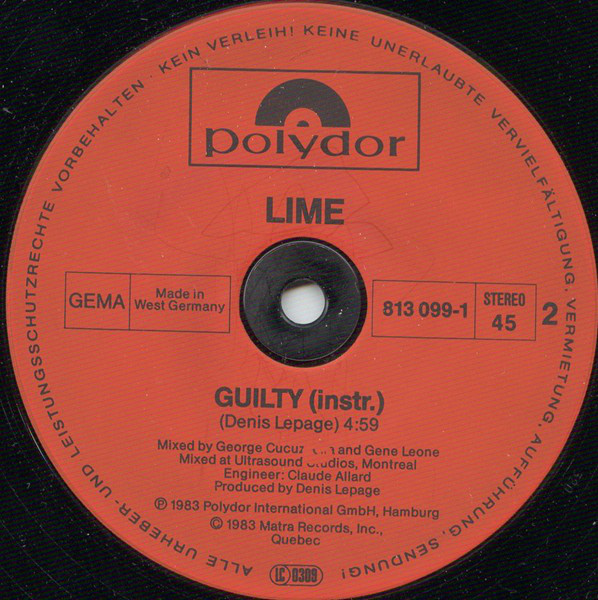 ALLE URHEBER- UND LEISTUNGSSCHUTZRECHTE VORBEHALTEN · KEIN VERLEIH! KEINE UNERLAUBTE VERVIELFÄLTIGUNG, VERMIETUNG, AUFFÜHRUNG, SENDUNG!
polydor
LIME
GEMA
Made in
West Germany
813 099-1
STEREO
45
2
GUILTY (instr.)
(Denis Lepage) 4:59
Mixed by George and Gene Leone
Mixed at Ultrasound Studios, Montreal
Engineer: Claude Allard
Produced by Denis Lepage
Ⓟ 1983 Polydor International GmbH, Hamburg
© 1983 Matra Records, Inc.,
Quebec
LC 0309